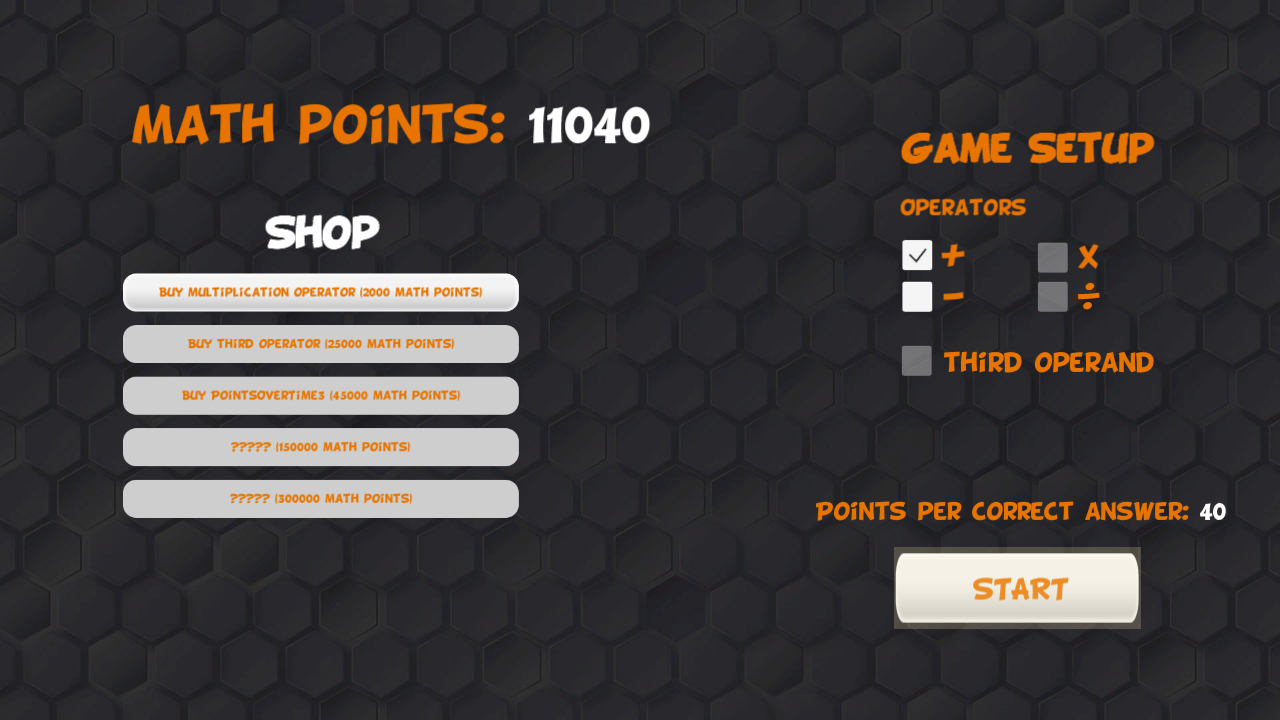 MATH POINTS: 11040
SHOP
BUY MULTIPLICATION OPERATOR (2000 MATH POINTS)
BUY THIRD OPERATOR (25000 MATH POINTS)
BUY POINTSOVERTIME3 (45000 MATH POINTS)
????? (150000 MATH POINTS)
????? (300000 MATH POINTS)
GAME SETUP
OPERATORS
+ X
- ÷
THIRD OPERAND
POINTS PER CORRECT ANSWER: 40
START